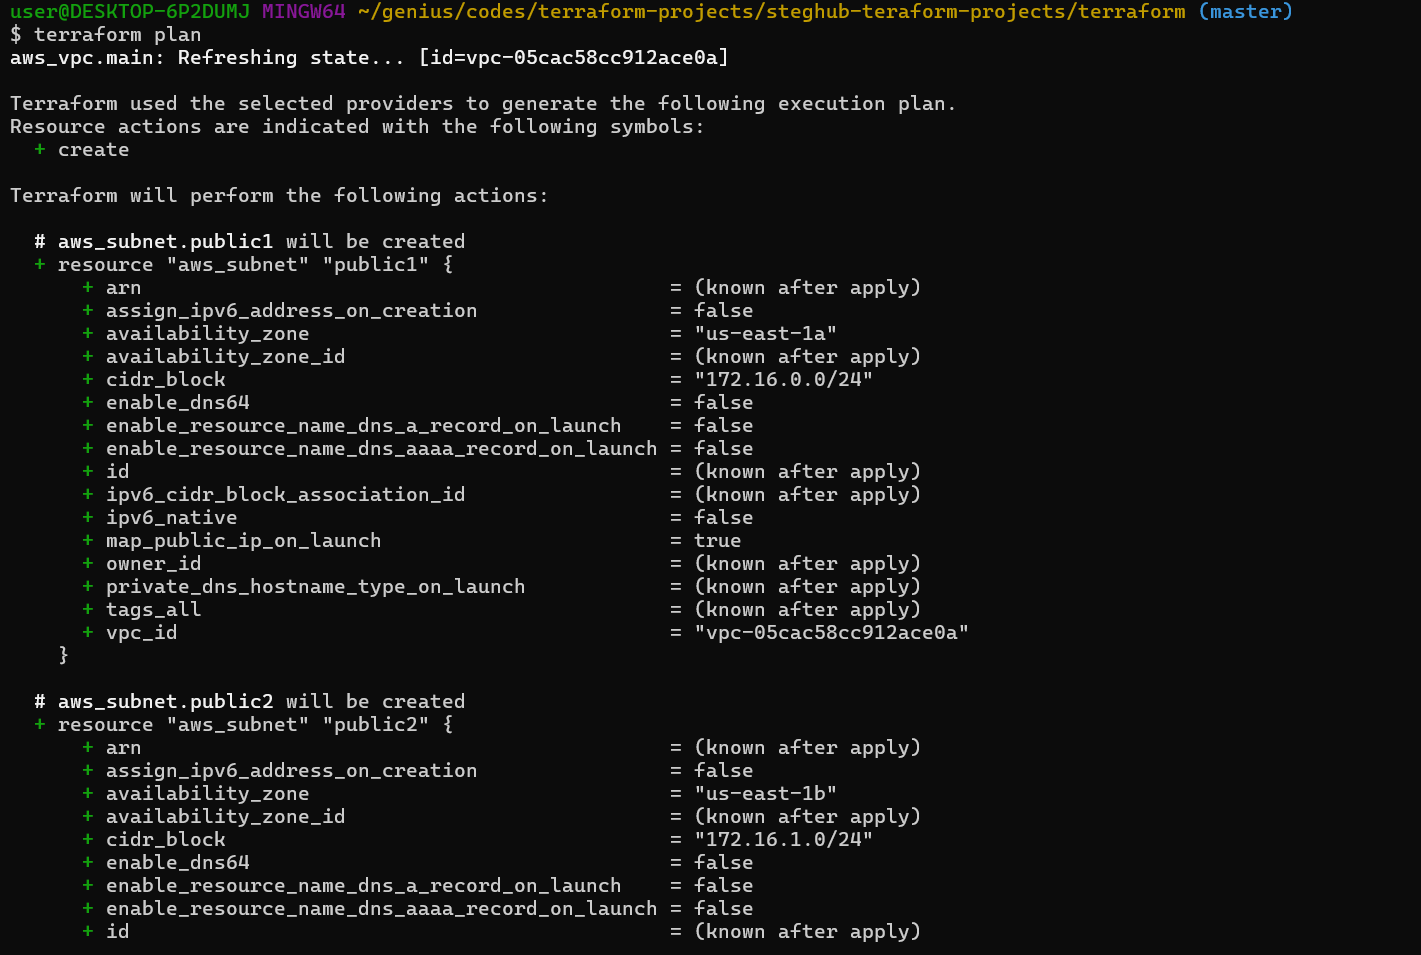 user@DESKTOP-6P2DUMJ MINGW64 ~/genius/codes/terraform-projects/steghub-teraform-projects/terraform (master)
$ terraform plan
aws_vpc.main: Refreshing state... [id=vpc-05cac58cc912ace0a]
Terraform used the selected providers to generate the following execution plan.
Resource actions are indicated with the following symbols:
  + create
Terraform will perform the following actions:
  # aws_subnet.public1 will be created
  + resource "aws_subnet" "public1" {
      + arn                                            = (known after apply)
      + assign_ipv6_address_on_creation                = false
      + availability_zone                              = "us-east-1a"
      + availability_zone_id                           = (known after apply)
      + cidr_block                                     = "172.16.0.0/24"
      + enable_dns64                                   = false
      + enable_resource_name_dns_a_record_on_launch    = false
      + enable_resource_name_dns_aaaa_record_on_launch = false
      + id                                             = (known after apply)
      + ipv6_cidr_block_association_id                 = (known after apply)
      + ipv6_native                                    = false
      + map_public_ip_on_launch                        = true
      + owner_id                                       = (known after apply)
      + private_dns_hostname_type_on_launch            = (known after apply)
      + tags_all                                       = (known after apply)
      + vpc_id                                         = "vpc-05cac58cc912ace0a"
    }
  # aws_subnet.public2 will be created
  + resource "aws_subnet" "public2" {
      + arn                                            = (known after apply)
      + assign_ipv6_address_on_creation                = false
      + availability_zone                              = "us-east-1b"
      + availability_zone_id                           = (known after apply)
      + cidr_block                                     = "172.16.1.0/24"
      + enable_dns64                                   = false
      + enable_resource_name_dns_a_record_on_launch    = false
      + enable_resource_name_dns_aaaa_record_on_launch = false
      + id                                             = (known after apply)